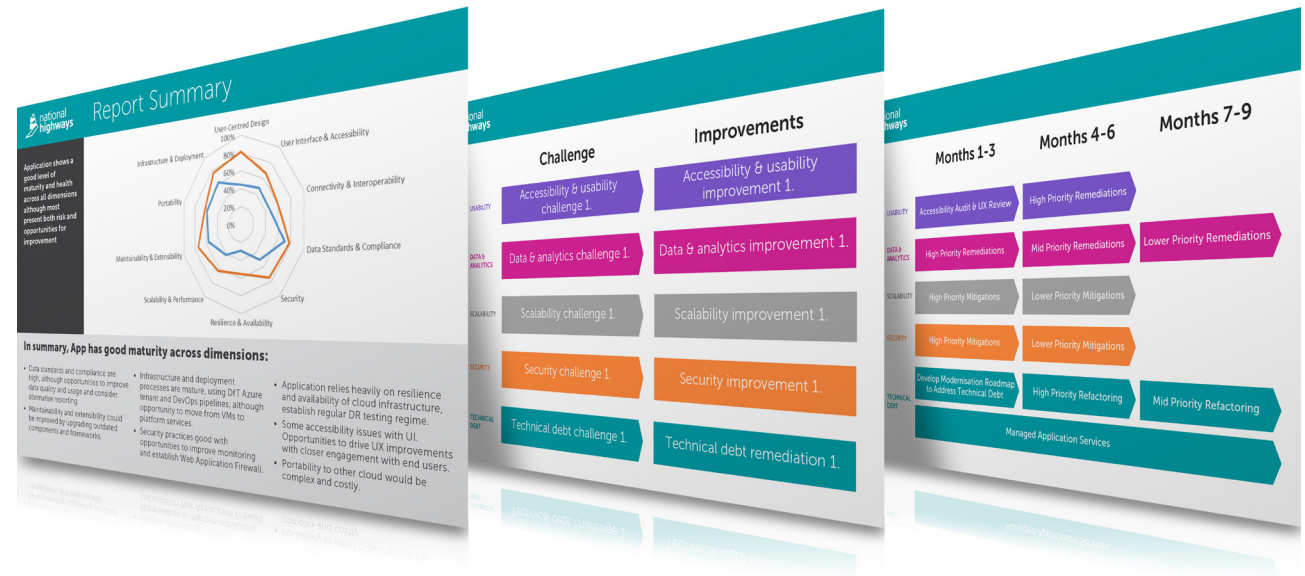 national
highways
Report Summary
Application shows a
good level of
maturity and health
across all dimensions
although most
present both risk and
opportunities for
improvement
User-Centred Design
100%
80%
60%
40%
20%
0%
User Interface & Accessibility
Connectivity & Interoperability
Data Standards & Compliance
Security
Resilience & Availability
Scalability & Performance
Maintainability & Extensibility
Portability
Infrastructure & Deployment
In summary, App has good maturity across dimensions:
• Data standards and compliance are
high, although opportunities to improve
data quality and usage and consider
alternative reporting.
• Maintainability and extensibility could
be improved by upgrading outdated
components and frameworks.
• Infrastructure and deployment
processes are mature, using DfT Azure
tenant and DevOps pipelines, although
opportunity to move from VMs to
platform services.
• Security practices good with
opportunities to improve monitoring
and establish Web Application Firewall.
• Application relies heavily on resilience
and availability of cloud infrastructure,
establish regular DR testing regime.
• Some accessibility issues with UI.
Opportunities to drive UX improvements
with closer engagement with end users.
• Portability to other cloud would be
complex and costly.
ional
hways
Challenge
Improvements
USABILITY
Accessibility & usability
challenge 1.
Accessibility & usability
improvement 1.
DATA &
ANALYTICS
Data & analytics challenge 1.
Data & analytics improvement 1.
SCALABILITY
Scalability challenge 1.
Scalability improvement 1.
SECURITY
Security challenge 1.
Security improvement 1.
TECHNICAL
DEBT
Technical debt challenge 1.
Technical debt remediation 1.
ional
hways
Months 1-3
Months 4-6
Months 7-9
USABILITY
Accessibility Audit & UX Review
High Priority Remediations
DATA &
ANALYTICS
High Priority Remediations
Mid Priority Remediations
Lower Priority Remediations
SCALABILITY
High Priority Mitigations
Lower Priority Mitigations
SECURITY
High Priority Mitigations
Lower Priority Mitigations
TECHNICAL
DEBT
Develop Modernisation Roadmap
to Address Technical Debt
High Priority Refactoring
Mid Priority Refactoring
Managed Application Services